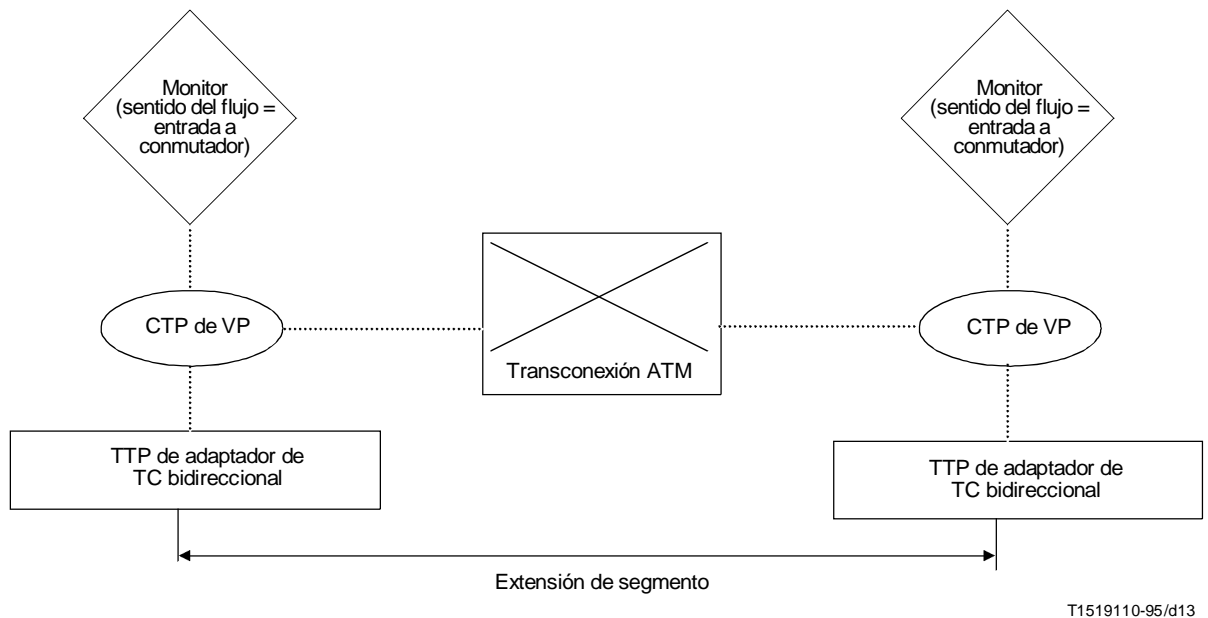 Monitor
(sentido del flujo =
entrada a
conmutador)
Monitor
(sentido del flujo =
entrada a
conmutador)
CTP de VP
Transconexión ATM
CTP de VP
TTP de adaptador de
TC bidireccional
TTP de adaptador de
TC bidireccional
Extensión de segmento
T1519110-95/d13